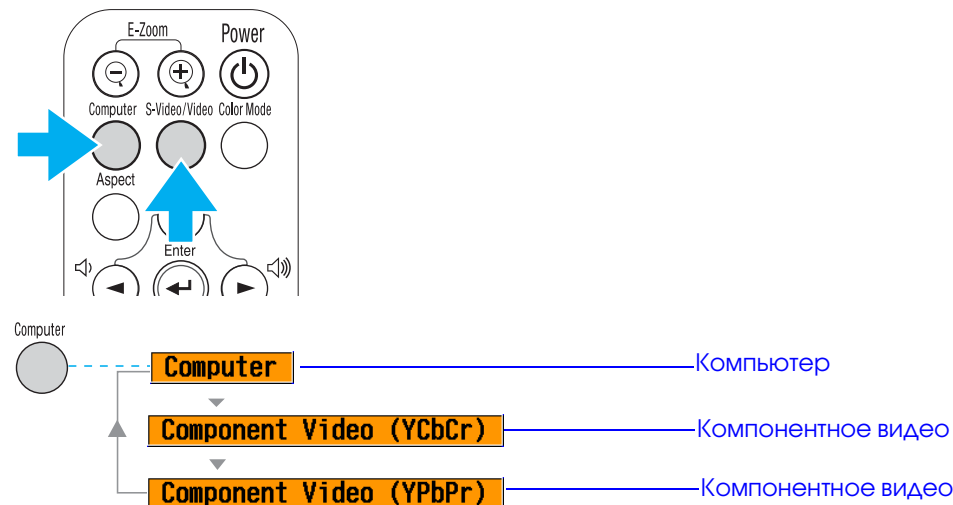 E-Zoom Power
Computer S-Video/Video Color Mode
Aspect
Enter
Computer
Computer Компьютер
Component Video (YCbCr) Компонентное видео
Component Video (YPbPr) Компонентное видео